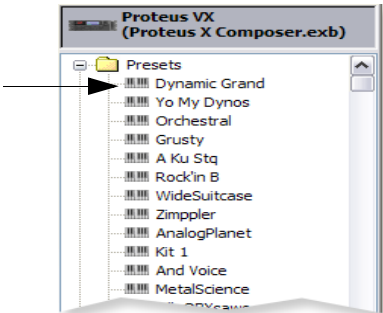 Proteus VX
(Proteus X Composer.exb)
Presets
Dynamic Grand
Yo My Dynos
Orchestral
Grusty
A Ku Stq
Rock'in B
WideSuitcase
Zimppler
AnalogPlanet
Kit 1
And Voice
MetalScience